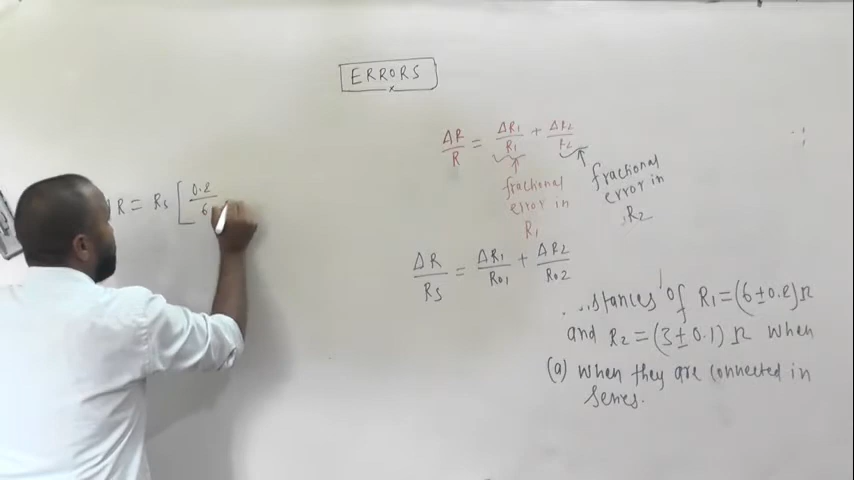 ERRORS
ΔR/R = ΔR1/R1 + ΔR2/R2
fractional error in R1
fractional error in R2
R = Rs [ 0.2/6
ΔR/Rs = ΔR1/R01 + ΔR2/R02
of R1 = (6 ± 0.2) Ω
and R2 = (3 ± 0.1) Ω when
(a) when they are connected in
series.